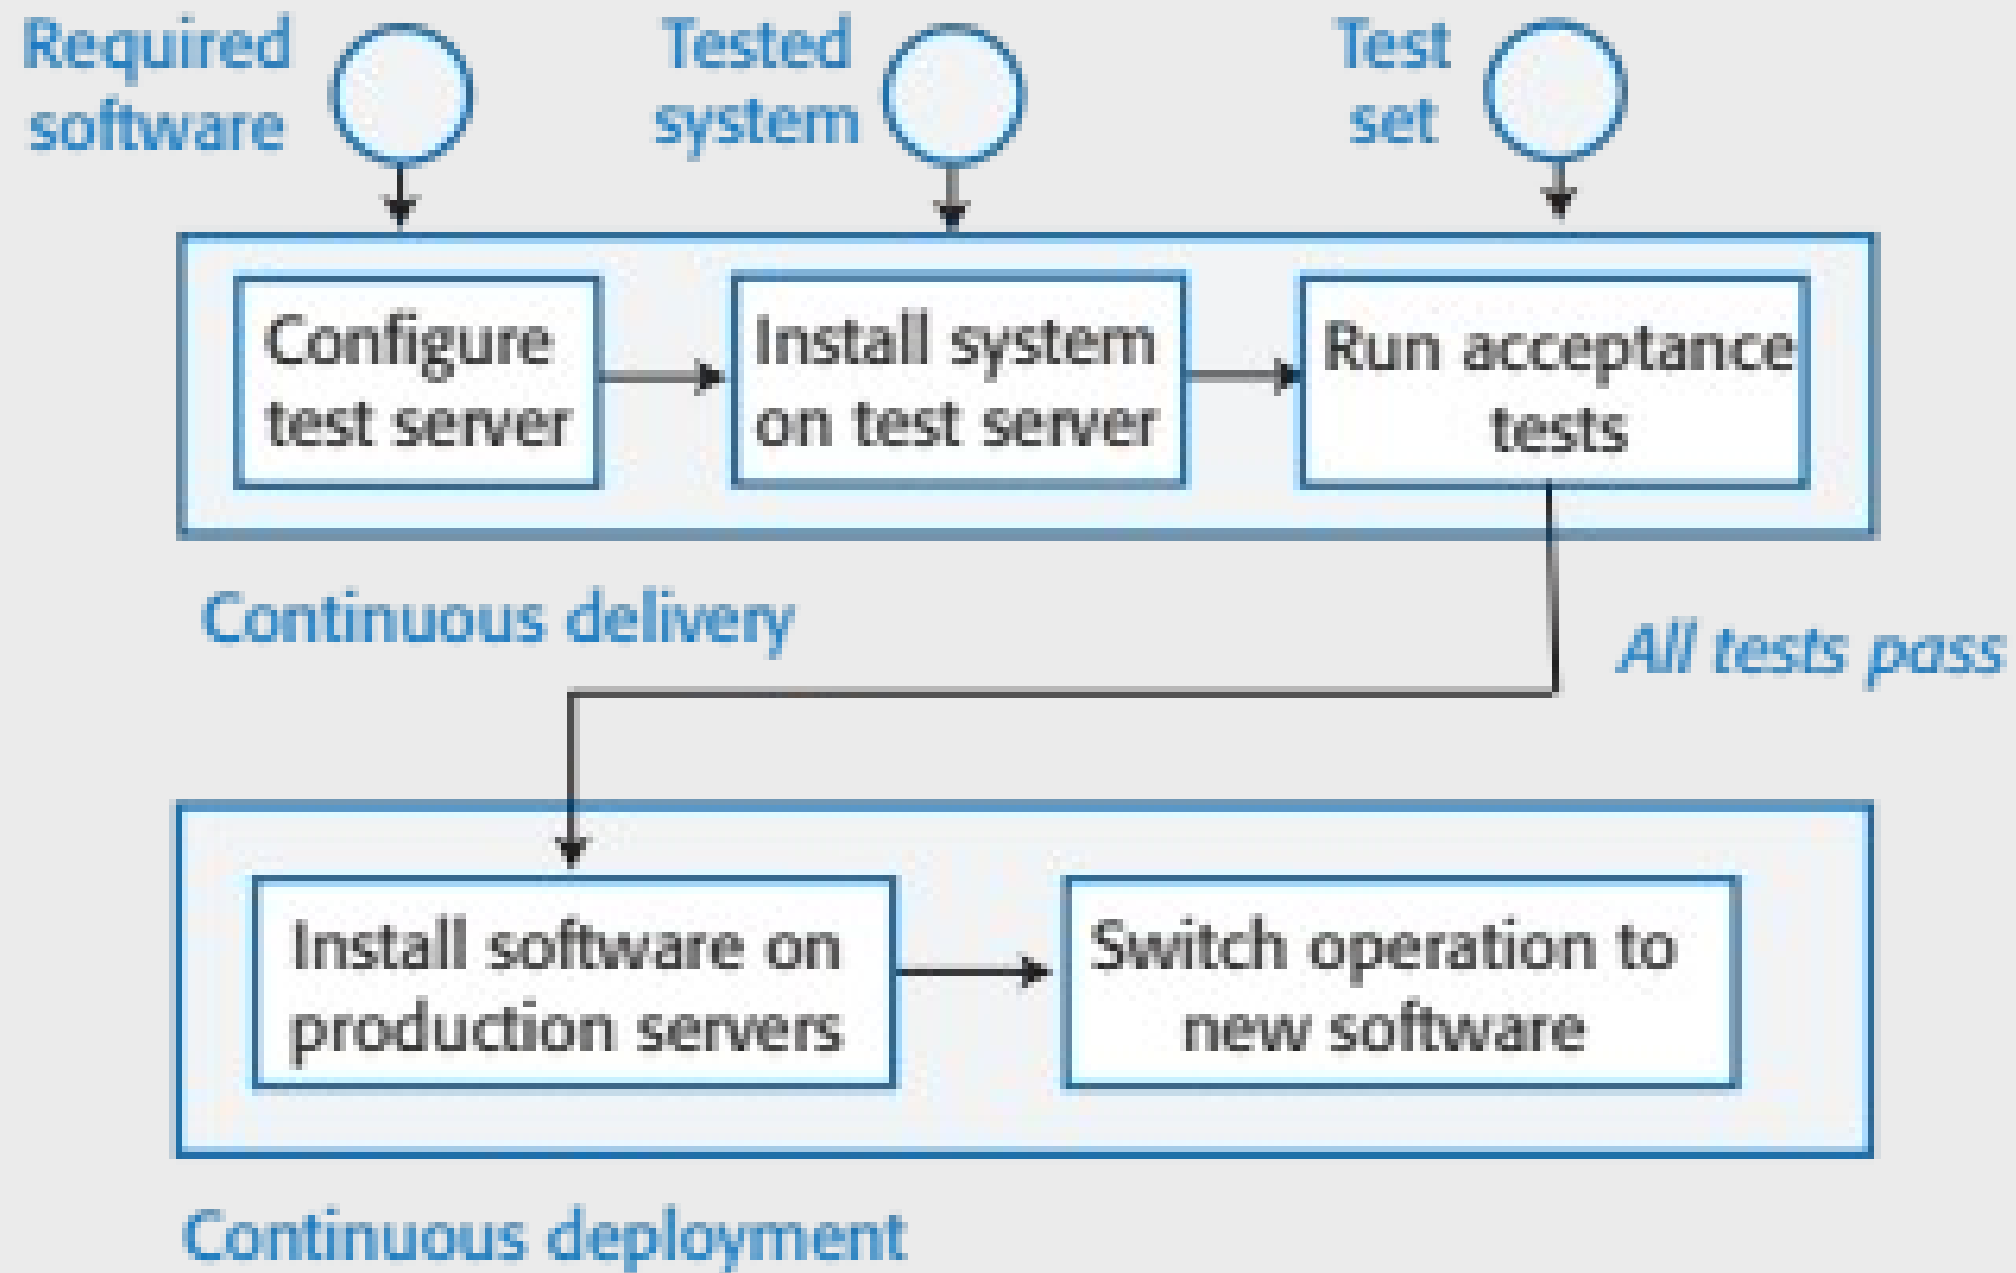 Required
software
Tested
system
Test
set
Configure
test server
Install system
on test server
Run acceptance
tests
Continuous delivery
All tests pass
Install software on
production servers
Switch operation to
new software
Continuous deployment